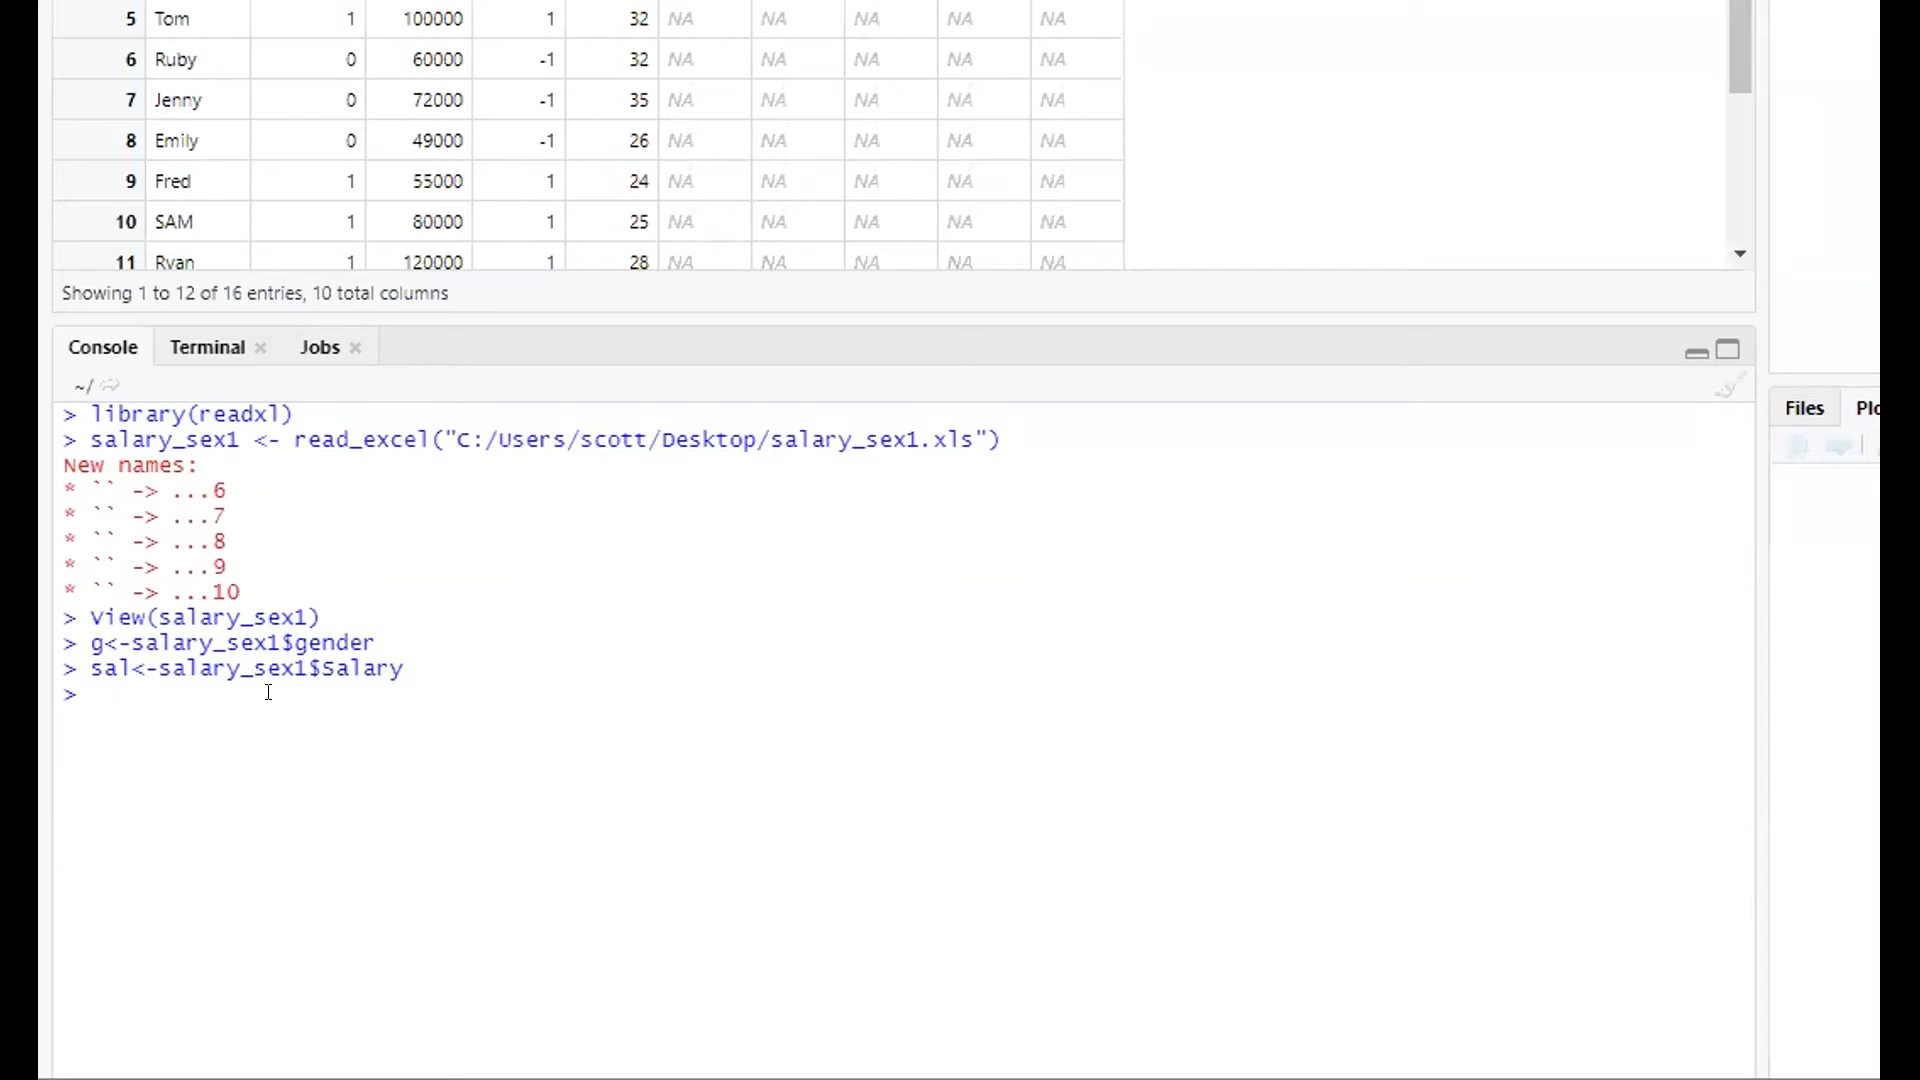 5 Tom 1 100000 1 32 NA NA NA NA NA
6 Ruby 0 60000 -1 32 NA NA NA NA NA
7 Jenny 0 72000 -1 35 NA NA NA NA NA
8 Emily 0 49000 -1 26 NA NA NA NA NA
9 Fred 1 55000 1 24 NA NA NA NA NA
10 SAM 1 80000 1 25 NA NA NA NA NA
11 Ryan 1 120000 1 28 NA NA NA NA NA
Showing 1 to 12 of 16 entries, 10 total columns
Console Terminal Jobs
~/
> library(readxl)
> salary_sex1 <- read_excel("C:/Users/scott/Desktop/salary_sex1.xls")
New names:
* `` -> ...6
* `` -> ...7
* `` -> ...8
* `` -> ...9
* `` -> ...10
> View(salary_sex1)
> g<-salary_sex1$gender
> sal<-salary_sex1$Salary
>
Files